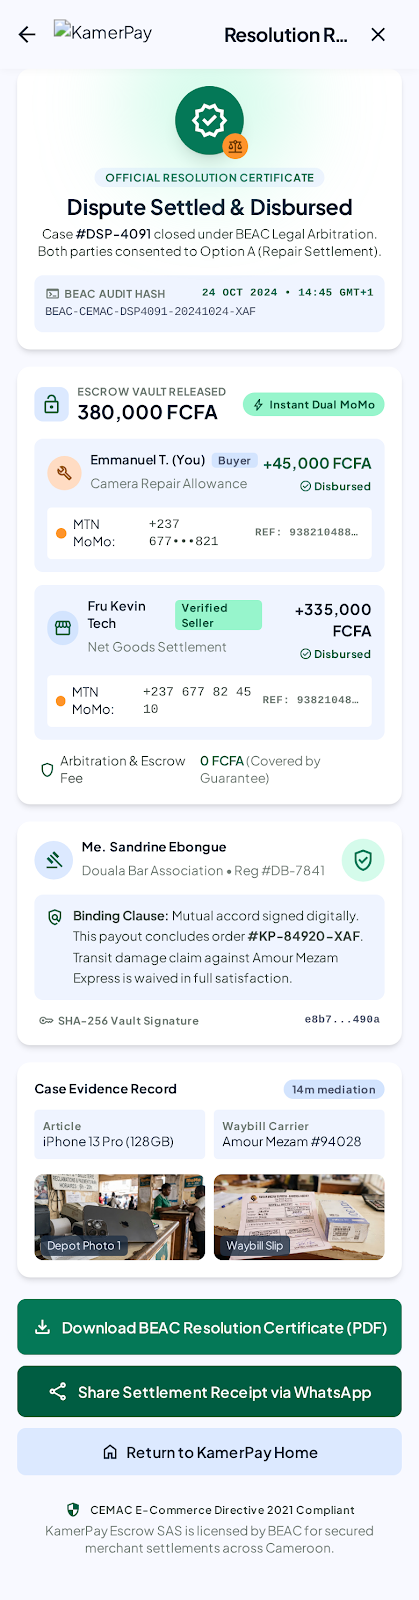 KamerPay
Resolution R...
OFFICIAL RESOLUTION CERTIFICATE
Dispute Settled & Disbursed
Case #DSP-4091 closed under BEAC Legal Arbitration.
Both parties consented to Option A (Repair Settlement).
BEAC AUDIT HASH
24 OCT 2024 • 14:45 GMT+1
BEAC-CEMAC-DSP4091-20241024-XAF
ESCROW VAULT RELEASED
380,000 FCFA
Instant Dual MoMo
Emmanuel T. (You)
Buyer
+45,000 FCFA
Camera Repair Allowance
Disbursed
MTN
MoMo:
+237
677•••821
REF: 938210488…
Fru Kevin
Tech
Verified
Seller
+335,000
FCFA
Net Goods Settlement
Disbursed
MTN
MoMo:
+237 677 82 45
10
REF: 93821048…
Arbitration & Escrow
Fee
0 FCFA (Covered by
Guarantee)
Me. Sandrine Ebongue
Douala Bar Association • Reg #DB-7841
Binding Clause: Mutual accord signed digitally.
This payout concludes order #KP-84920-XAF.
Transit damage claim against Amour Mezam
Express is waived in full satisfaction.
SHA-256 Vault Signature
e8b7...490a
Case Evidence Record
14m mediation
Article
iPhone 13 Pro (128GB)
Waybill Carrier
Amour Mezam #94028
Depot Photo 1
Waybill Slip
Download BEAC Resolution Certificate (PDF)
Share Settlement Receipt via WhatsApp
Return to KamerPay Home
CEMAC E-Commerce Directive 2021 Compliant
KamerPay Escrow SAS is licensed by BEAC for secured
merchant settlements across Cameroon.